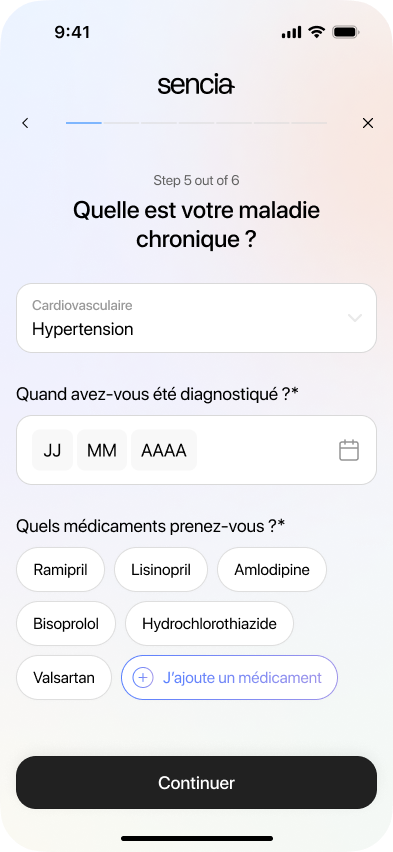 9:41
sencia
Step 5 out of 6
Quelle est votre maladie
chronique ?
Cardiovasculaire
Hypertension
Quand avez-vous été diagnostiqué ?*
JJ MM AAAA
Quels médicaments prenez-vous ?*
Ramipril Lisinopril Amlodipine
Bisoprolol Hydrochlorothiazide
Valsartan J’ajoute un médicament
Continuer